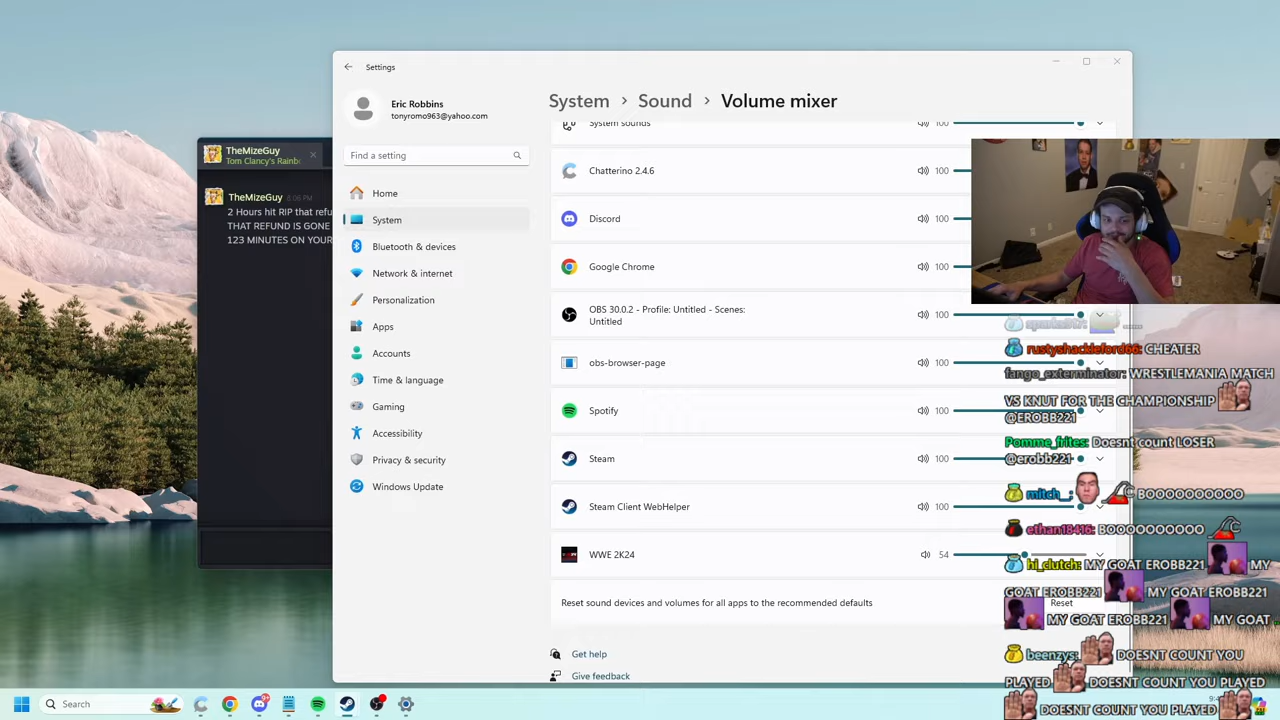 Settings
Eric Robbins
tonyromo963@yahoo.com
Find a setting
Home
System
Bluetooth & devices
Network & internet
Personalization
Apps
Accounts
Time & language
Gaming
Accessibility
Privacy & security
Windows Update
System > Sound > Volume mixer
System sounds 100
Chatterino 2.4.6 100
Discord 100
Google Chrome 100
OBS 30.0.2 - Profile: Untitled - Scenes:
Untitled
100
obs-browser-page 100
Spotify 100
Steam 100
Steam Client WebHelper 100
WWE 2K24 54
Reset sound devices and volumes for all apps to the recommended defaults Reset
Get help
Give feedback
TheMizeGuy
Tom Clancy's Rainb
TheMizeGuy 6:06 PM
2 Hours hit RIP that refu
THAT REFUND IS GONE
123 MINUTES ON YOUR
rustyshackleford66: CHEATER
fango_exterminator: WRESTLEMANIA MATCH
VS KNUT FOR THE CHAMPIONSHIP
@EROBB221
Pomme_frites: Doesnt count LOSER
@erobb221
mitch__: BOOOOOOOOOO
ethan18416: BOOOOOOOOOO
hi_clutch: MY GOAT EROBB221 MY
GOAT EROBB221 MY GOAT EROBB221
MY GOAT EROBB221 MY GOAT
beenzys: DOESNT COUNT YOU
PLAYED DOESNT COUNT YOU PLAYED
DOESNT COUNT YOU PLAYED
Search